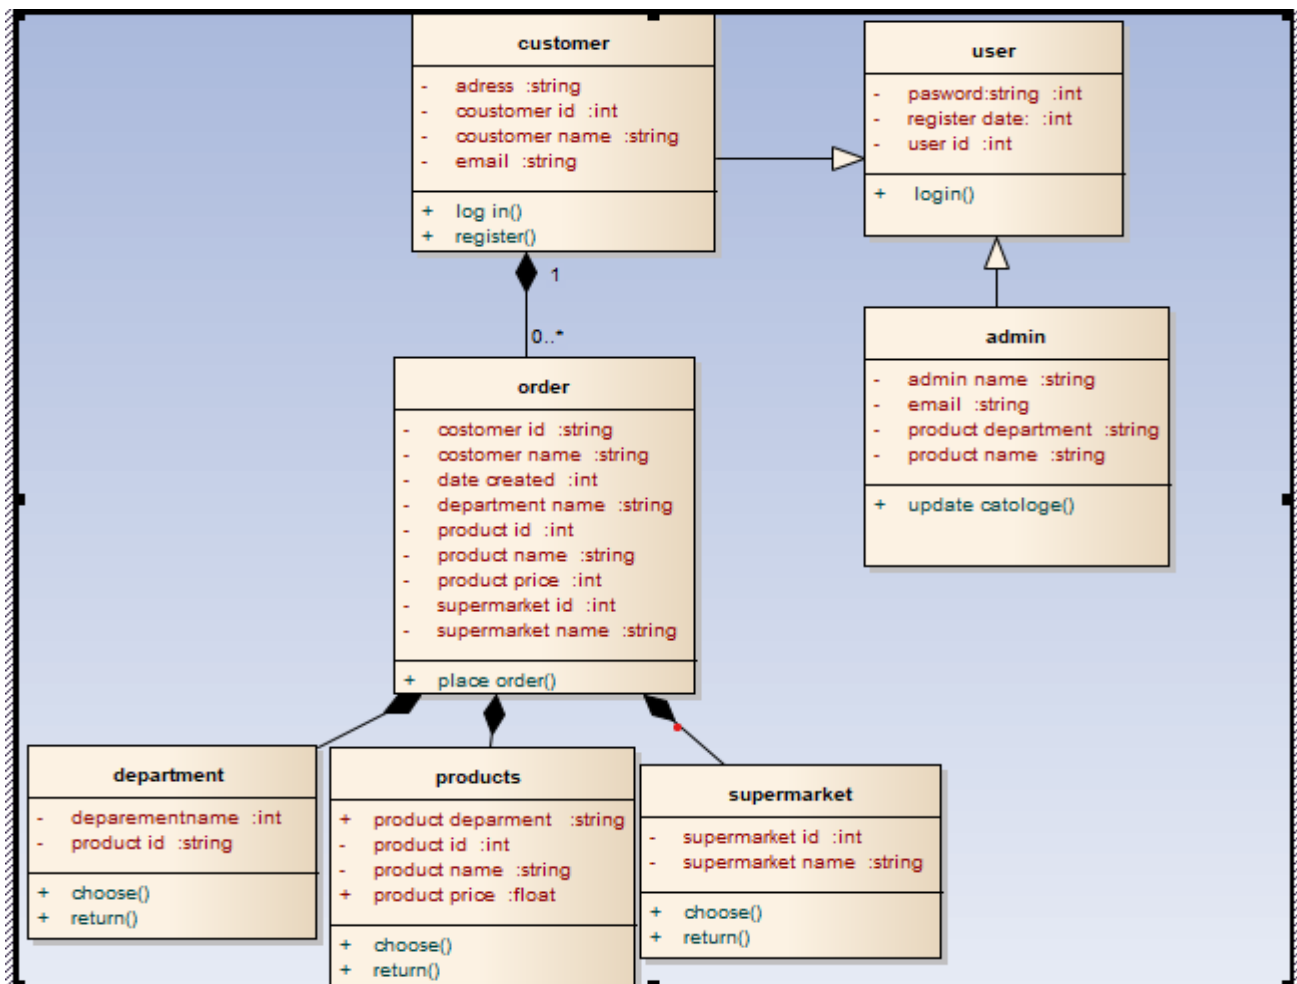 customer
- adress :string
- coustomer id :int
- coustomer name :string
- email :string
+ log in()
+ register()
user
- pasword:string :int
- register date: :int
- user id :int
+ login()
1
0..*
admin
- admin name :string
- email :string
- product department :string
- product name :string
+ update catologe()
order
- costomer id :string
- costomer name :string
- date created :int
- department name :string
- product id :int
- product name :string
- product price :int
- supermarket id :int
- supermarket name :string
+ place order()
department
- deparementname :int
- product id :string
+ choose()
+ return()
products
+ product deparment :string
- product id :int
- product name :string
+ product price :float
+ choose()
+ return()
supermarket
- supermarket id :int
- supermarket name :string
+ choose()
+ return()